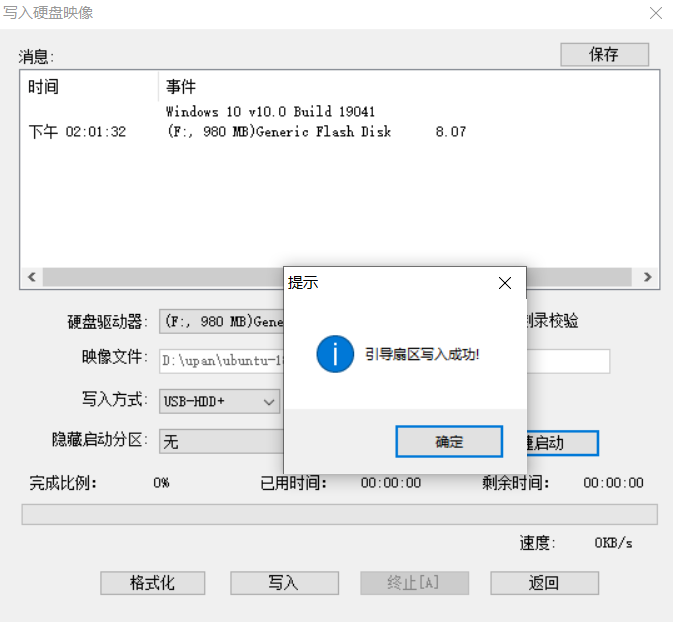 写入硬盘映像
消息:
保存
时间 事件
Windows 10 v10.0 Build 19041
下午 02:01:32 (F:, 980 MB)Generic Flash Disk 8.07
提示
引导扇区写入成功!
确定
硬盘驱动器: (F:, 980 MB)Gene 刻录校验
映像文件: D:\upan\ubuntu-18
写入方式: USB-HDD+
隐藏启动分区: 无 启动
完成比例: 0% 已用时间: 00:00:00 剩余时间: 00:00:00
速度: 0KB/s
格式化 写入 终止[A] 返回